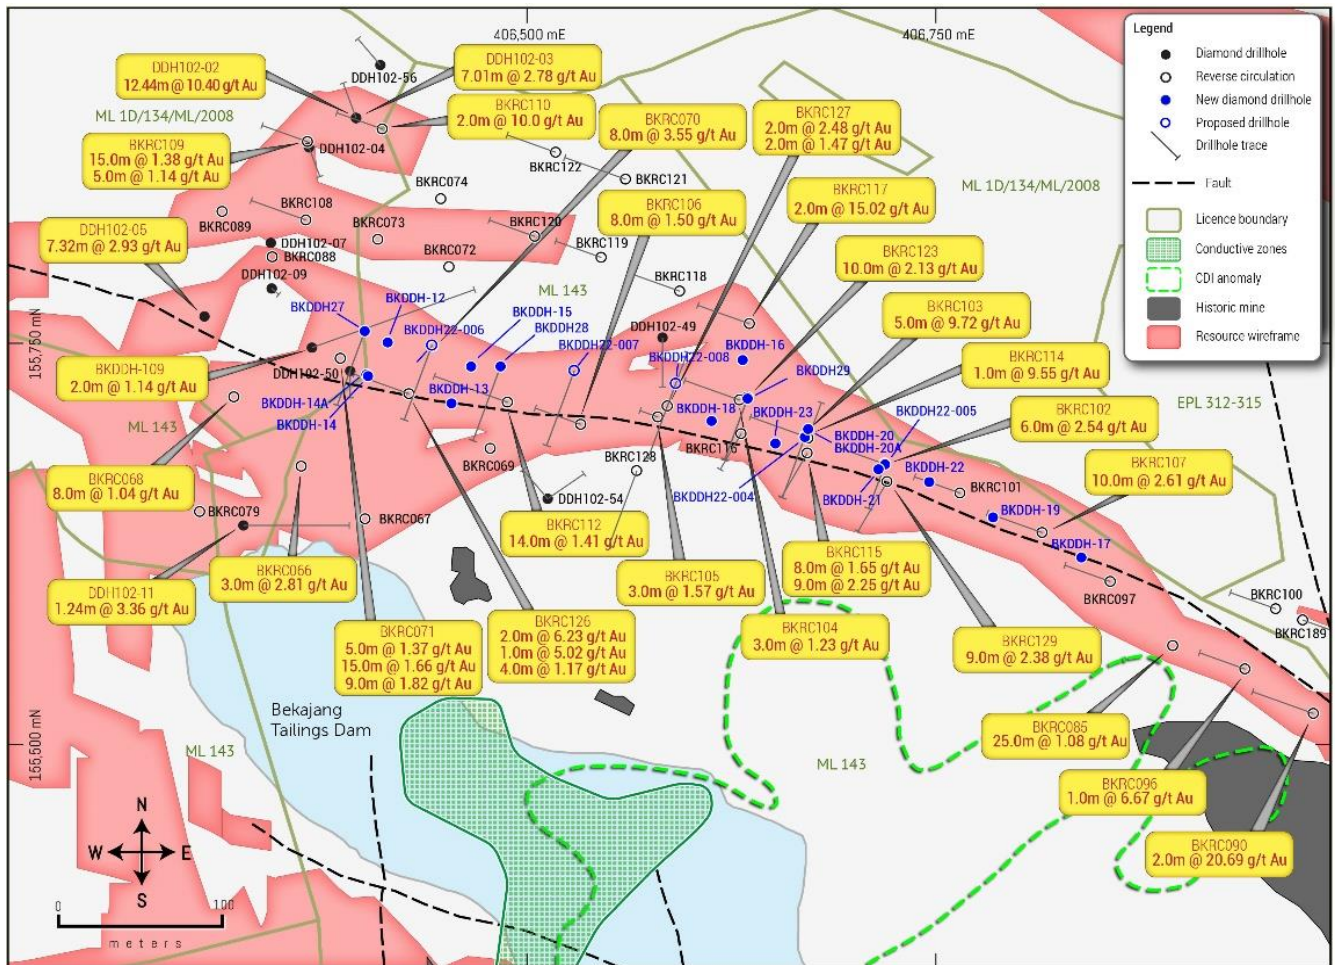 406,500 mE
406,750 mE
Legend
Diamond drillhole
Reverse circulation
New diamond drillhole
Proposed drillhole
Drillhole trace
Fault
Licence boundary
Conductive zones
CDI anomaly
Historic mine
Resource wireframe
DDH102-02
12.44m @ 10.40 g/t Au
DDH102-56
DDH102-03
7.01m @ 2.78 g/t Au
ML 1D/134/ML/2008
BKRC110
2.0m @ 10.0 g/t Au
BKRC070
8.0m @ 3.55 g/t Au
BKRC127
2.0m @ 2.48 g/t Au
2.0m @ 1.47 g/t Au
BKRC109
15.0m @ 1.38 g/t Au
5.0m @ 1.14 g/t Au
DDH102-04
BKRC122
BKRC121
BKRC074
BKRC117
2.0m @ 15.02 g/t Au
ML 1D/134/ML/2008
BKRC108
BKRC089
BKRC073
BKRC120
BKRC106
8.0m @ 1.50 g/t Au
DDH102-05
7.32m @ 2.93 g/t Au
DDH102-07
BKRC088
BKRC072
BKRC119
BKRC123
10.0m @ 2.13 g/t Au
DDH102-09
BKRC118
ML 143
BKDDH27
BKDDH-12
BKDDH-15
BKDDH28
BKDDH22-006
BKDDH22-007
DDH102-49
BKRC103
5.0m @ 9.72 g/t Au
155,750 mN
BKDDH22-008
BKDDH-16
BKRC114
1.0m @ 9.55 g/t Au
BKDDH-109
2.0m @ 1.14 g/t Au
DDH102-50
BKDDH29
BKDDH-13
BKDDH-14A
BKDDH-14
BKDDH-18
BKDDH-23
BKDDH22-005
BKRC102
6.0m @ 2.54 g/t Au
EPL 312-315
ML 143
BKDDH-20
BKDDH-20A
BKRC116
BKRC069
BKRC128
BKDDH-22
BKRC107
10.0m @ 2.61 g/t Au
BKRC068
8.0m @ 1.04 g/t Au
BKDDH22-004
BKDDH-21
BKRC101
DDH102-54
BKRC079
BKRC067
BKDDH-19
BKRC112
14.0m @ 1.41 g/t Au
BKDDH-17
DDH102-11
1.24m @ 3.36 g/t Au
BKRC066
3.0m @ 2.81 g/t Au
BKRC105
3.0m @ 1.57 g/t Au
BKRC115
8.0m @ 1.65 g/t Au
9.0m @ 2.25 g/t Au
BKRC097
BKRC100
BKRC189
BKRC071
5.0m @ 1.37 g/t Au
15.0m @ 1.66 g/t Au
9.0m @ 1.82 g/t Au
BKRC126
2.0m @ 6.23 g/t Au
1.0m @ 5.02 g/t Au
4.0m @ 1.17 g/t Au
BKRC104
3.0m @ 1.23 g/t Au
BKRC129
9.0m @ 2.38 g/t Au
Bekajang
Tailings Dam
155,500 mN
ML 143
ML 143
BKRC085
25.0m @ 1.08 g/t Au
BKRC096
1.0m @ 6.67 g/t Au
BKRC090
2.0m @ 20.69 g/t Au
N
W E
S
0 100
meters